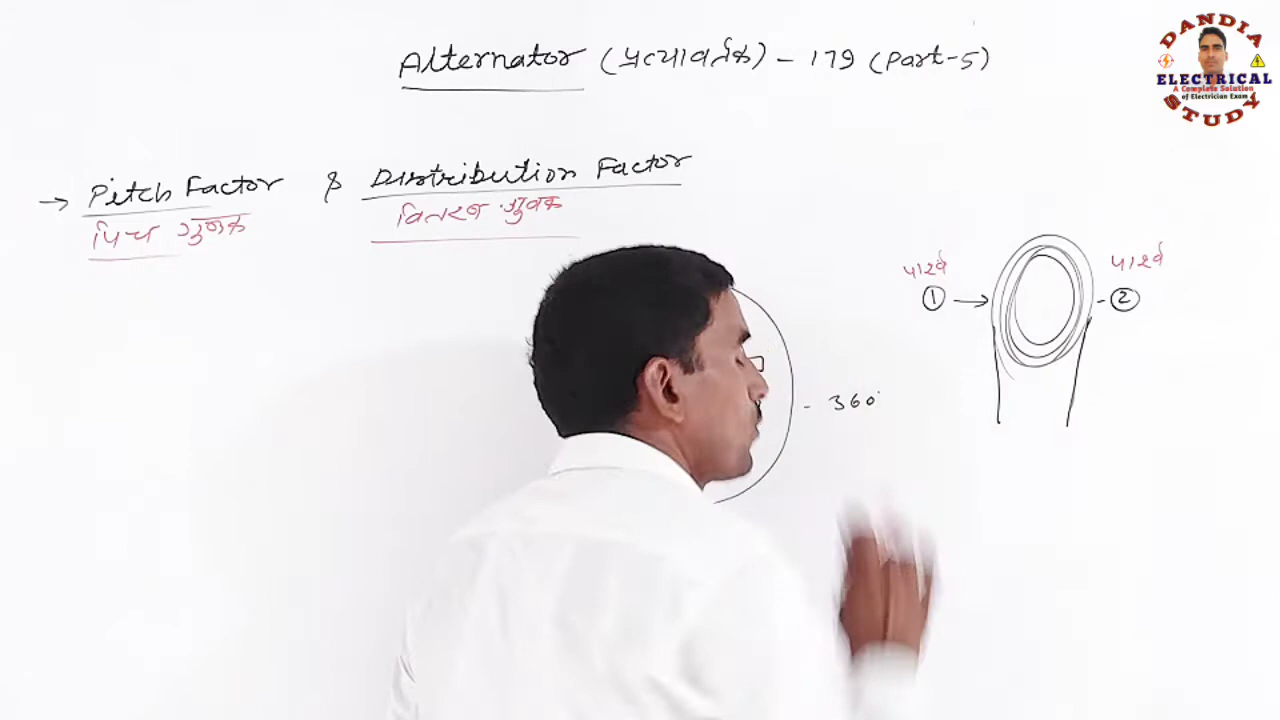 Alternator (प्रत्यावर्तक) - 179 (Part-5)
DANDIA
ELECTRICAL
A Complete Solution
of Electrician Exam
STUDY
→ Pitch Factor & Distribution Factor
पिच गुणक वितरण गुणक
पार्श्व पार्श्व
① → - ②
- 360°